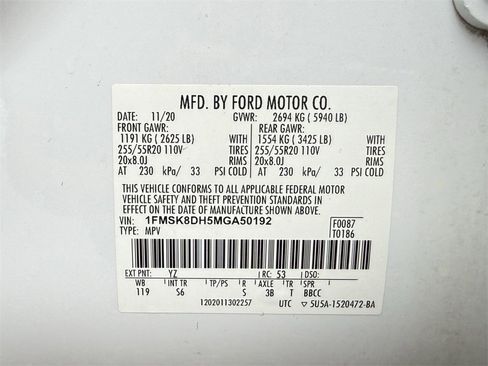 MFD. BY FORD MOTOR CO.
DATE: 11/20 GVWR: 2694 KG ( 5940 LB)
FRONT GAWR: REAR GAWR:
1191 KG ( 2625 LB) WITH 1554 KG ( 3425 LB) WITH
255/55R20 110V TIRES 255/55R20 110V TIRES
20x8.0J RIMS 20x8.0J RIMS
AT 230 kPa/ 33 PSI COLD AT 230 kPa/ 33 PSI COLD
THIS VEHICLE CONFORMS TO ALL APPLICABLE FEDERAL MOTOR
VEHICLE SAFETY AND THEFT PREVENTION STANDARDS IN
EFFECT ON THE DATE OF MANUFACTURE SHOWN ABOVE.
VIN: 1FMSK8DH5MGA50192 F0087
TYPE: MPV T0186
EXT PNT: YZ RC: 53 DSO:
WB INT TR TP/PS R AXLE TR SPR
119 S6 S 3B T BBCC
1202011302257 UTC ▽ 5U5A-1520472-BA